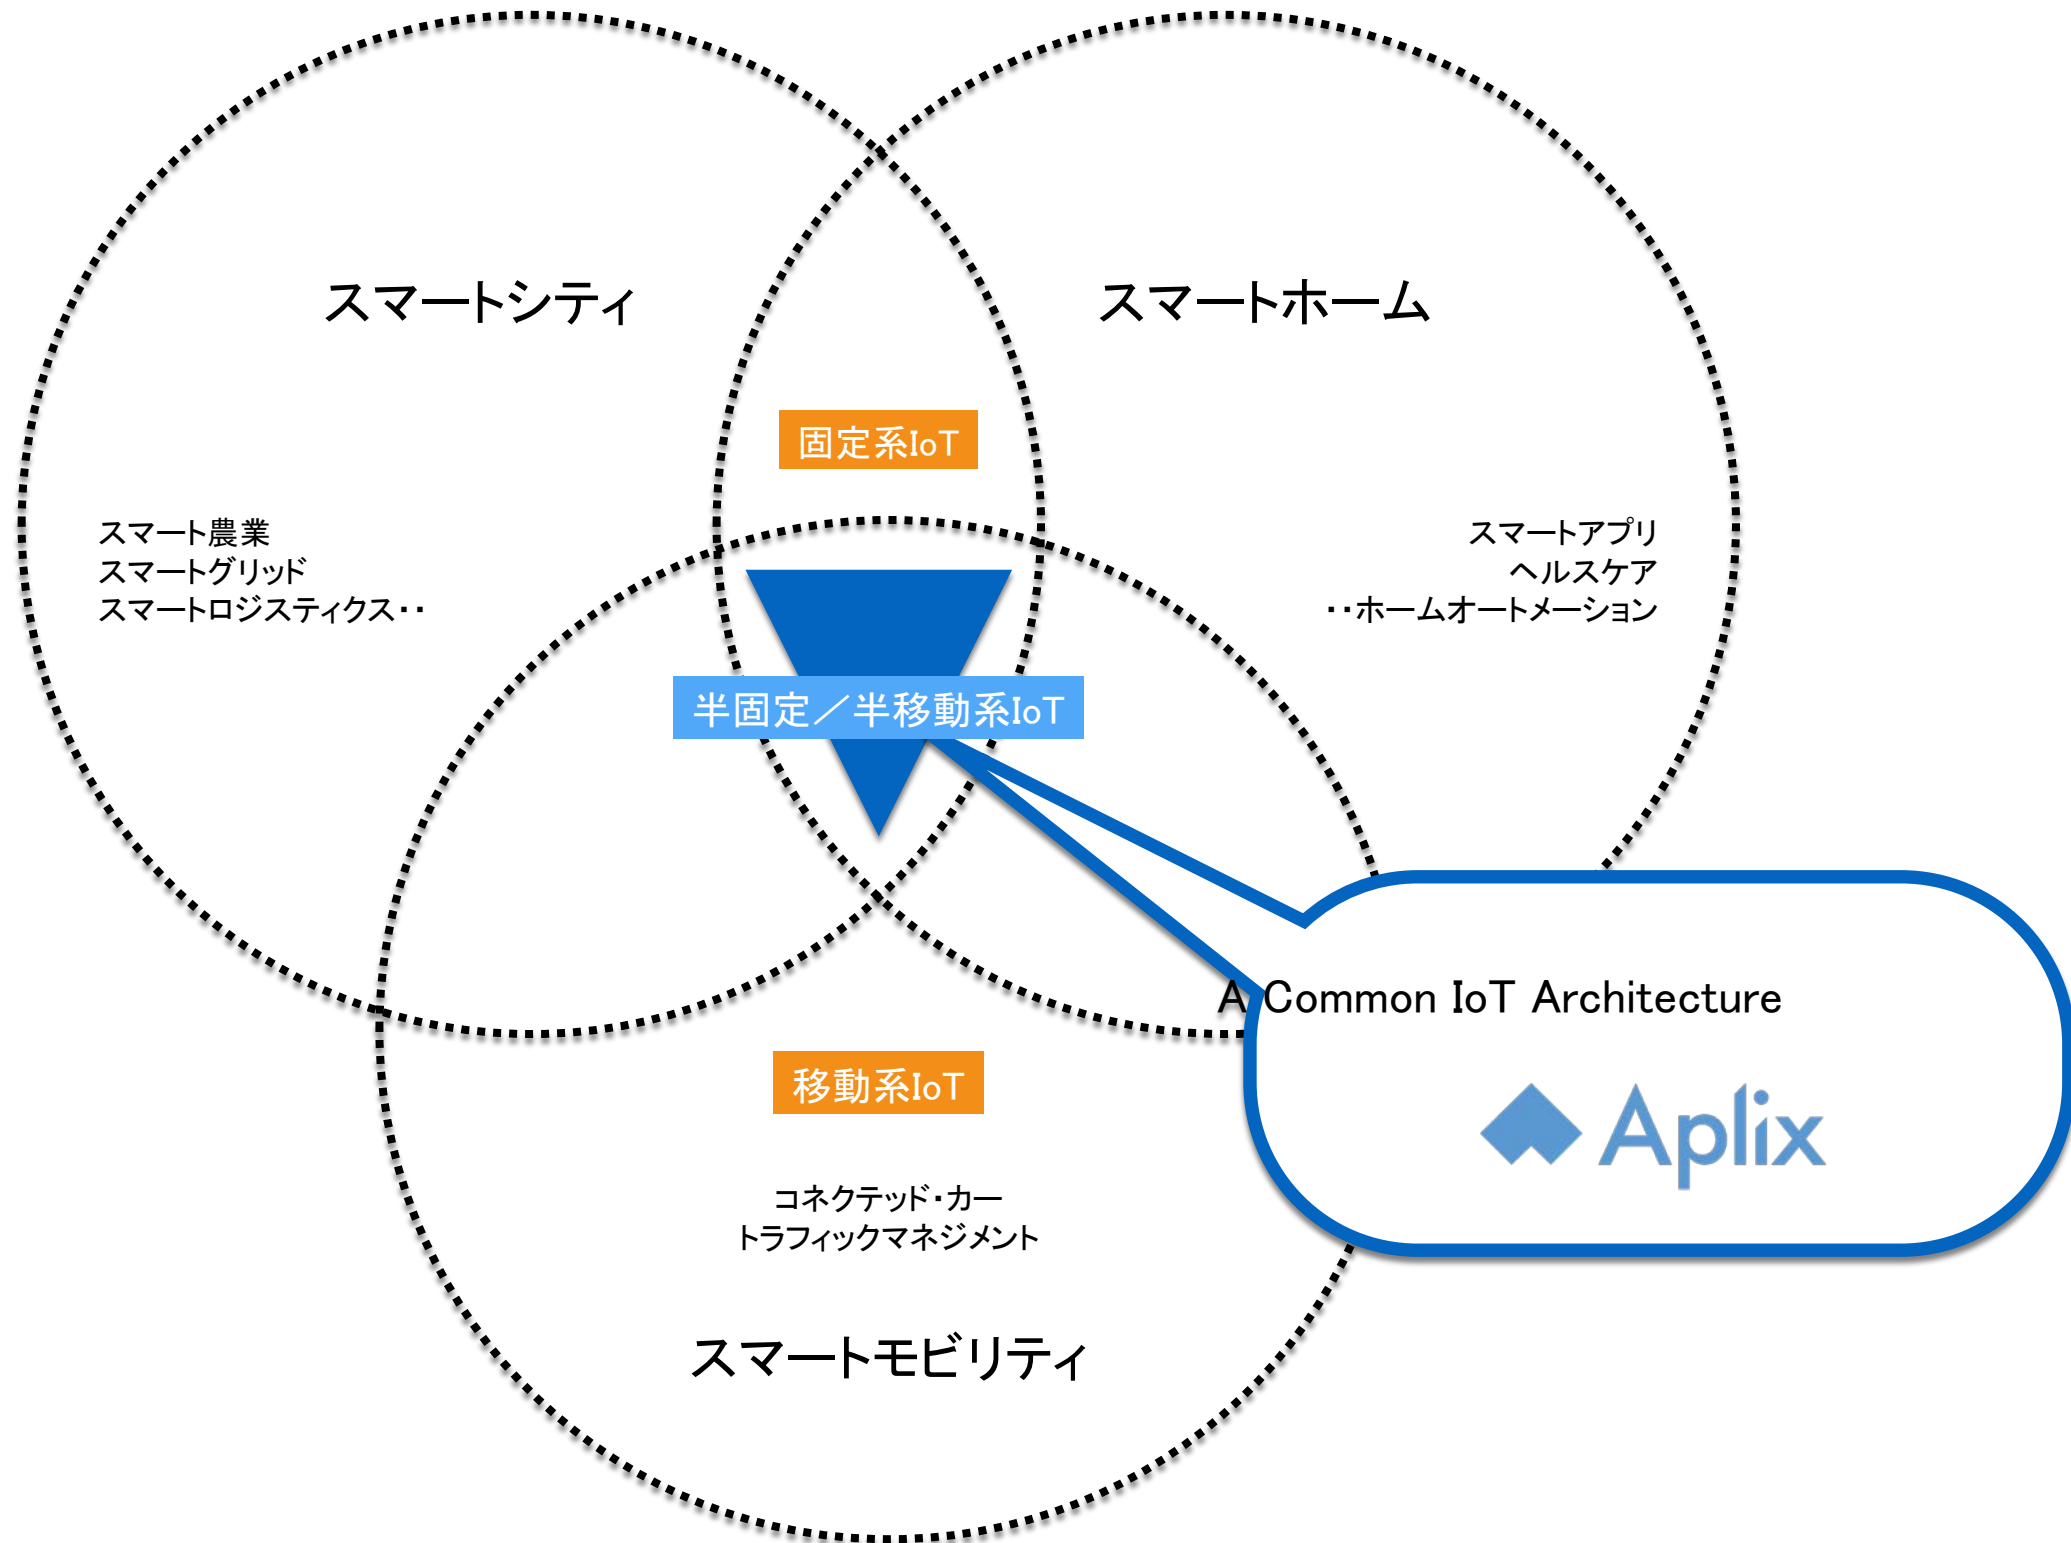 スマートシティ
スマートホーム
固定系IoT
スマート農業
スマートグリッド
スマートロジスティクス・・
スマートアプリ
ヘルスケア
・・ホームオートメーション
半固定／半移動系IoT
A Common IoT Architecture
Aplix
移動系IoT
コネクテッド・カー
トラフィックマネジメント
スマートモビリティ